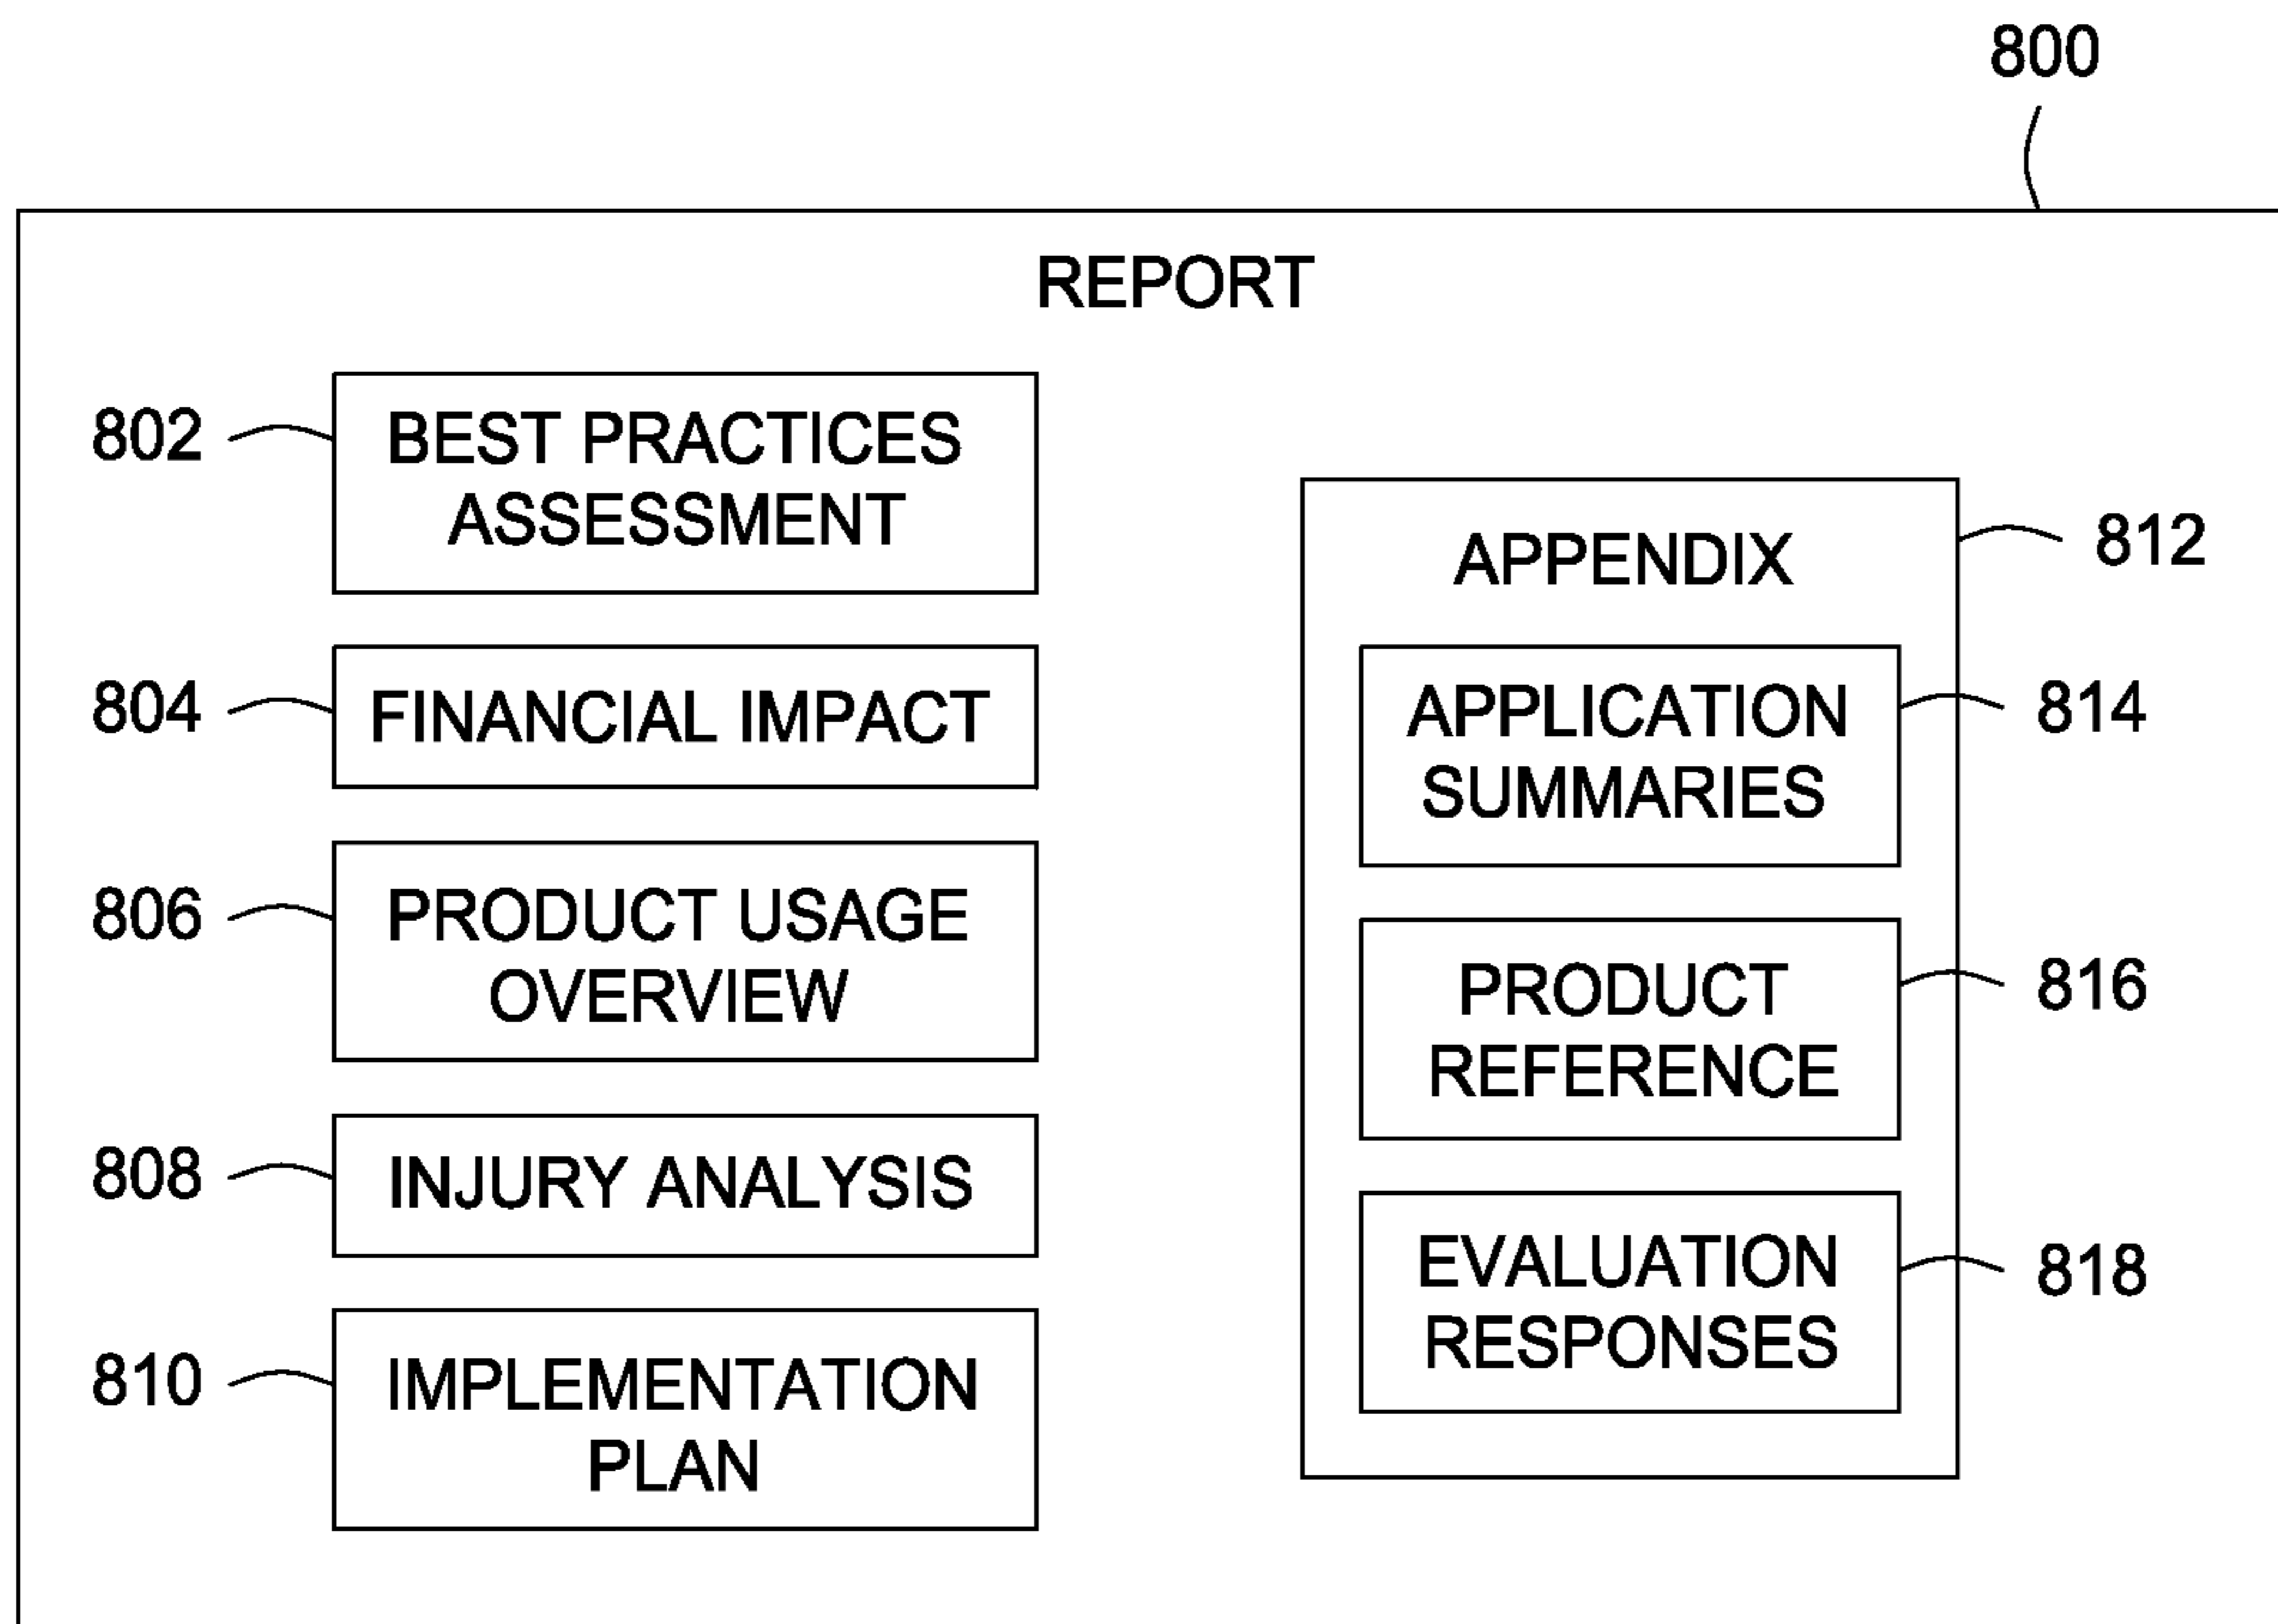 800
REPORT
802
BEST PRACTICES
ASSESSMENT
804
FINANCIAL IMPACT
806
PRODUCT USAGE
OVERVIEW
808
INJURY ANALYSIS
810
IMPLEMENTATION
PLAN
APPENDIX
812
APPLICATION
SUMMARIES
814
PRODUCT
REFERENCE
816
EVALUATION
RESPONSES
818